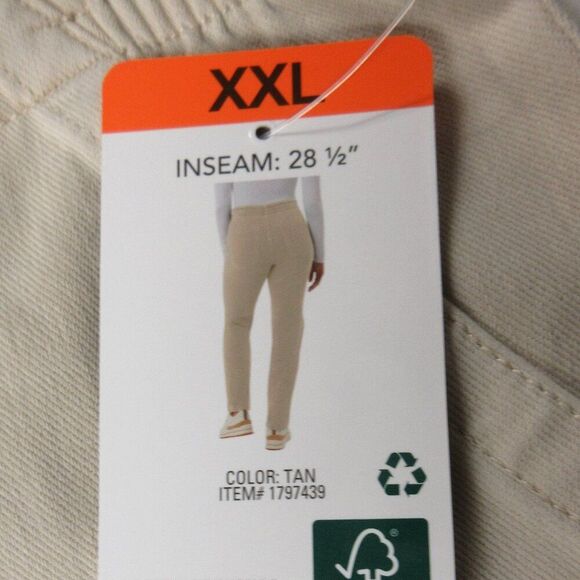 XXL
INSEAM: 28 ½"
COLOR: TAN
ITEM# 1797439
®